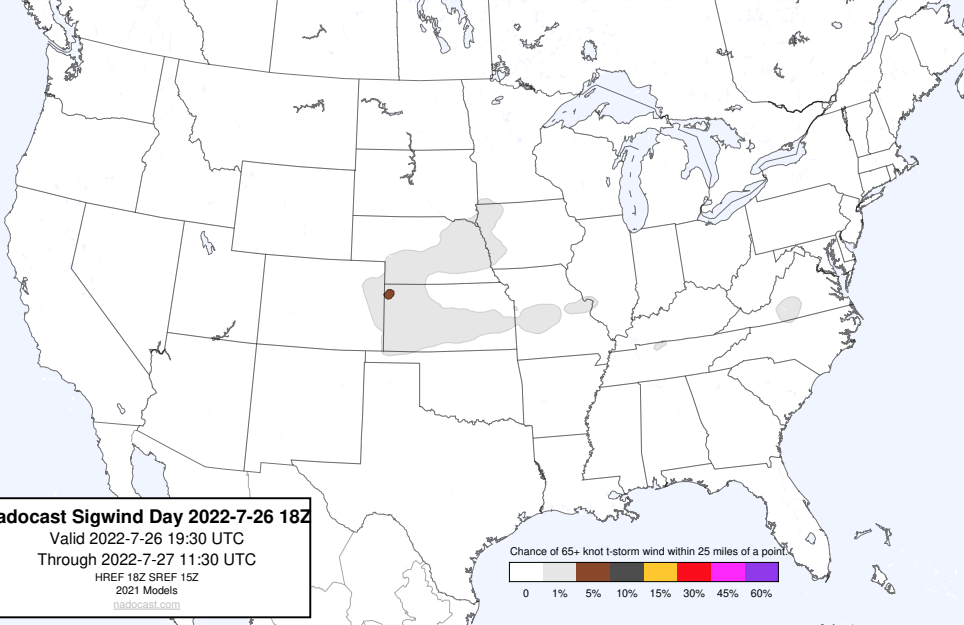 adocast Sigwind Day 2022-7-26 18Z
Valid 2022-7-26 19:30 UTC
Through 2022-7-27 11:30 UTC
HREF 18Z SREF 15Z
2021 Models
nadocast.com
Chance of 65+ knot t-storm wind within 25 miles of a point.
0 1% 5% 10% 15% 30% 45% 60%